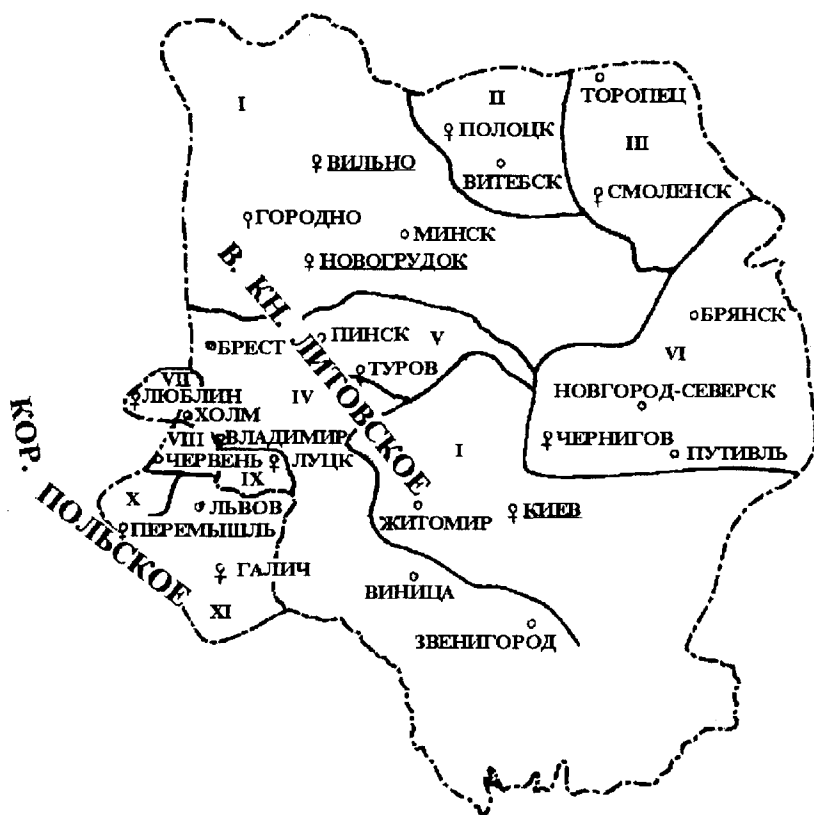 I
II
ТОРОПЕЦ
ПОЛОЦК
III
ВИЛЬНО
ВИТЕБСК
СМОЛЕНСК
ГОРОДНО
МИНСК
НОВОГРУДОК
В. КН. ЛИТОВСКОЕ
БРЯНСК
ПИНСК
V
БРЕСТ
VI
ТУРОВ
VII
НОВГОРОД-СЕВЕРСК
ЛЮБЛИН
IV
ХОЛМ
КОР. ПОЛЬСКОЕ
VIII
ВЛАДИМИР
ЧЕРНИГОВ
I
ПУТИВЛЬ
ЧЕРВЕНЬ
ЛУЦК
IX
X
ЛЬВОВ
КИЕВ
ЖИТОМИР
ПЕРЕМЫШЛЬ
ГАЛИЧ
ВИНИЦА
XI
ЗВЕНИГОРОД